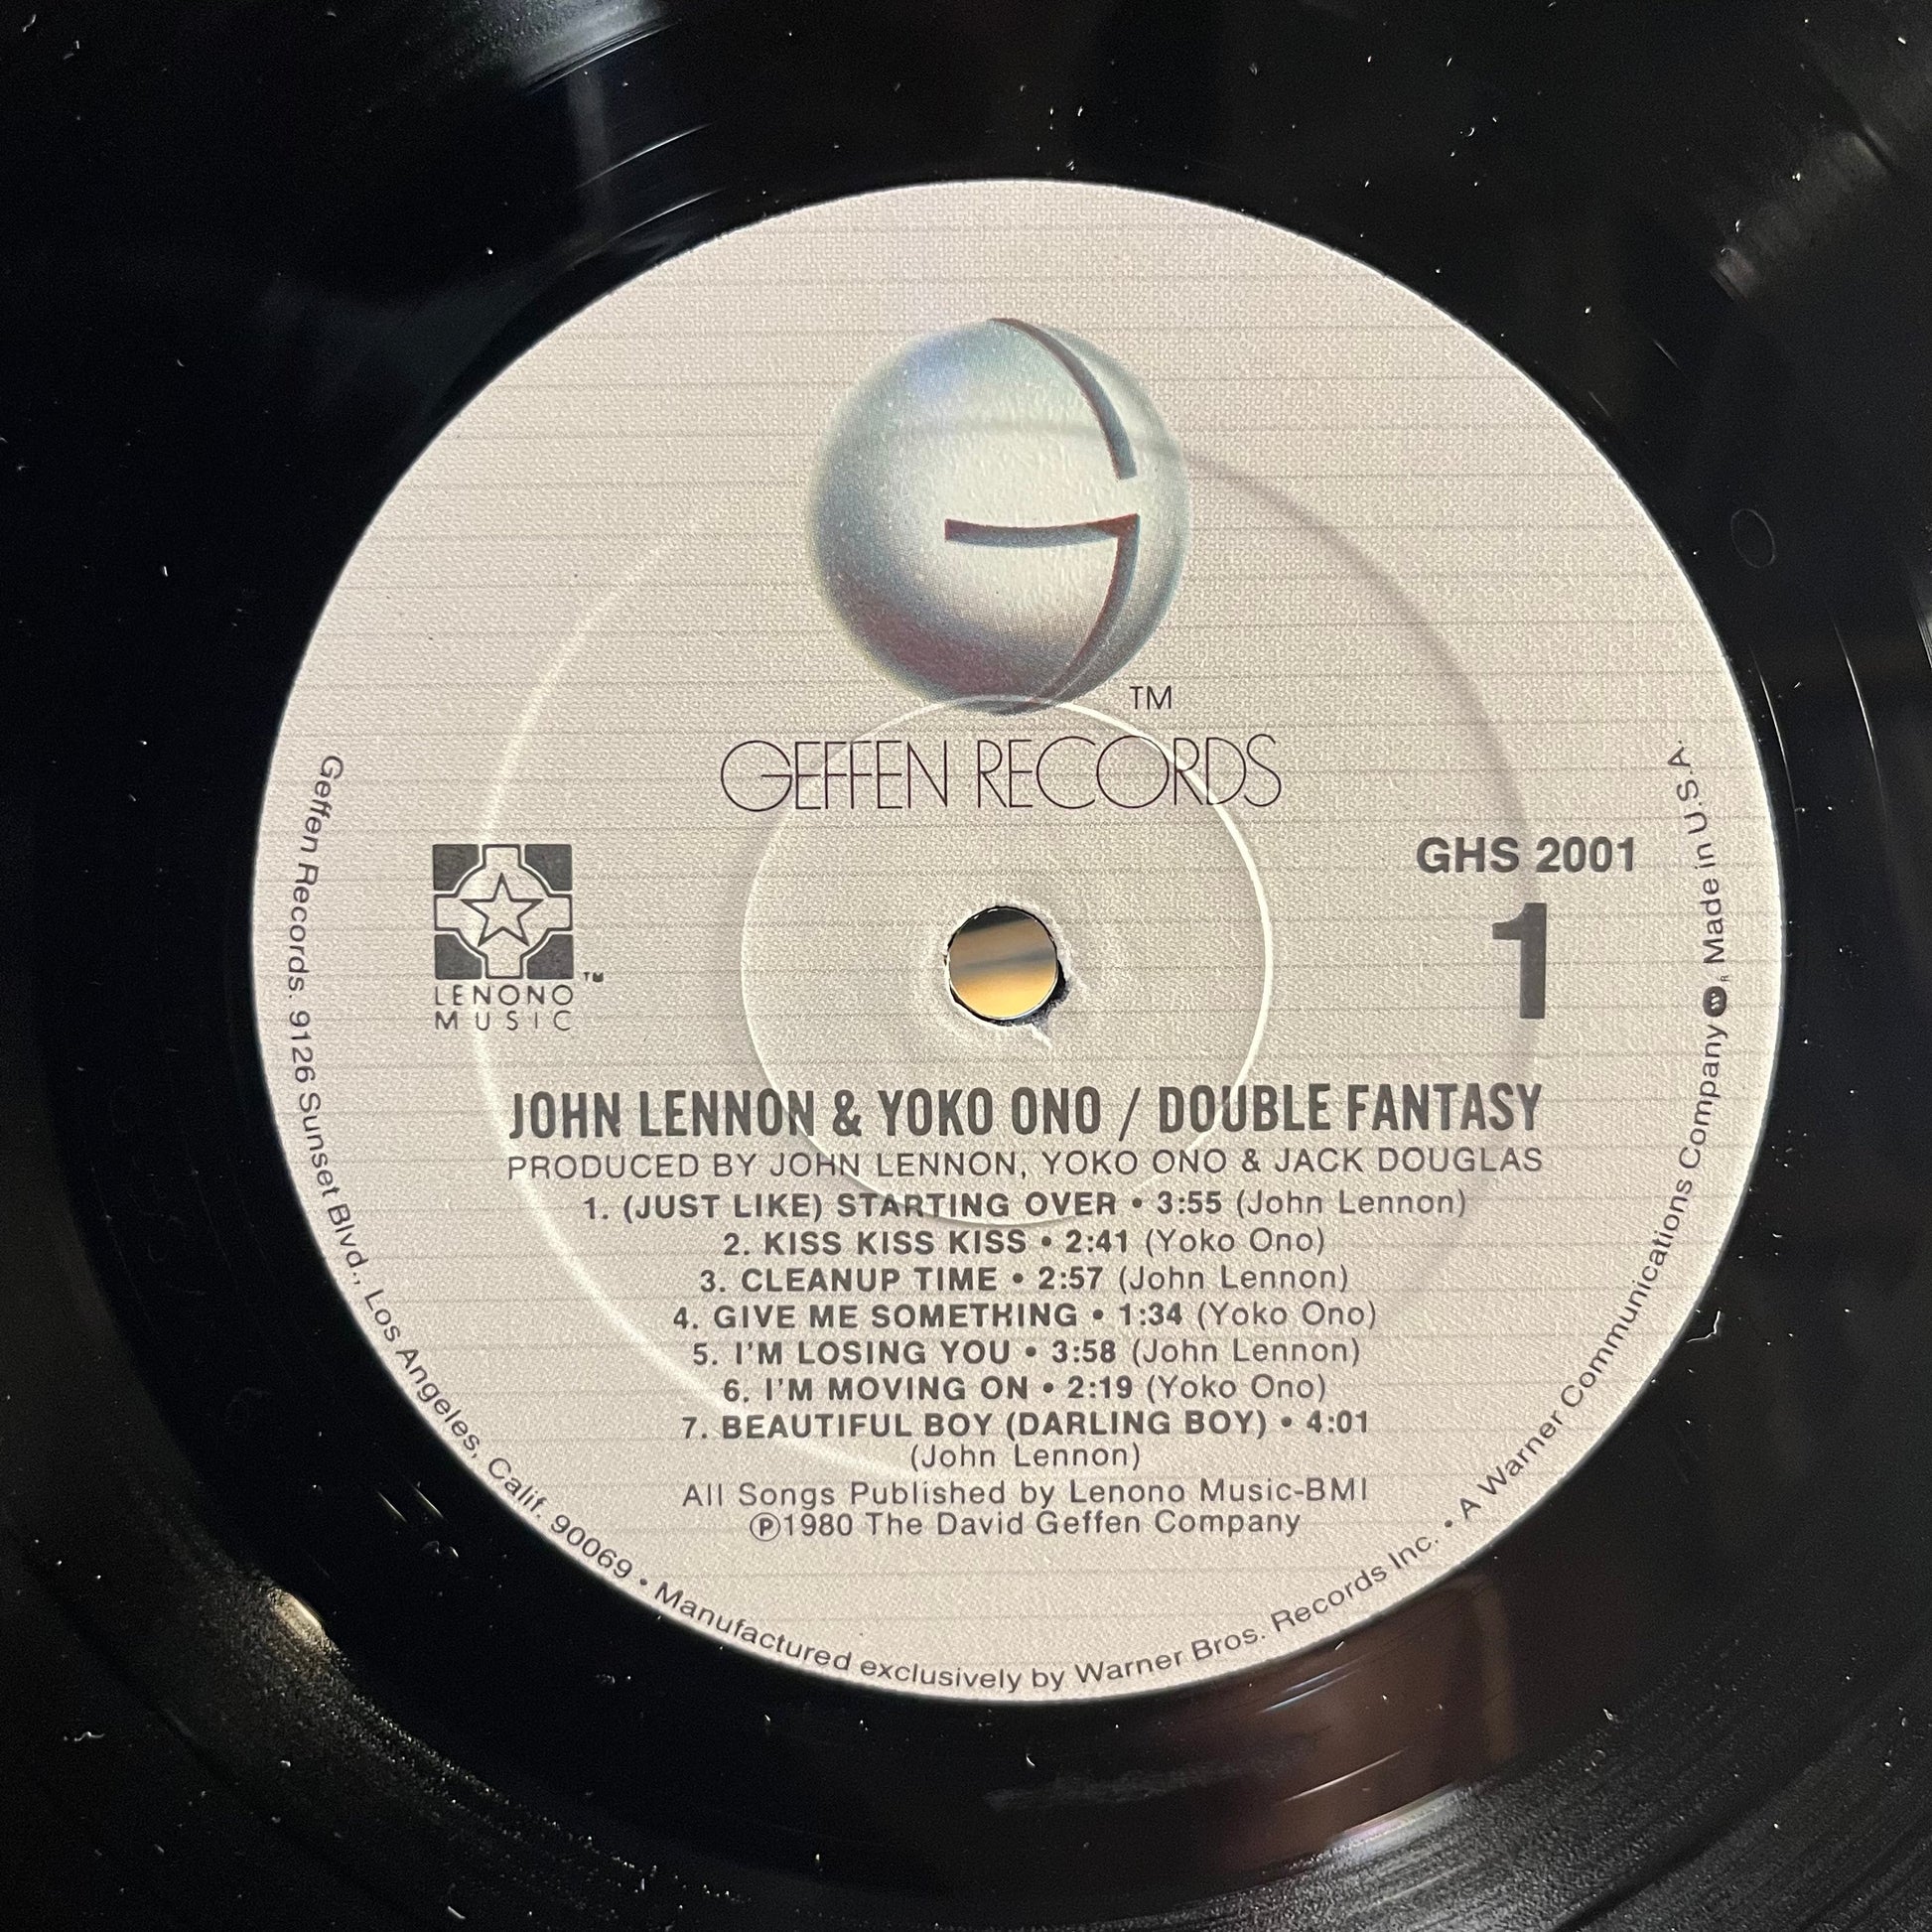 TM
GEFFEN RECORDS
GHS 2001
1
TM
LENONO
MUSIC
JOHN LENNON & YOKO ONO / DOUBLE FANTASY
PRODUCED BY JOHN LENNON, YOKO ONO & JACK DOUGLAS
1. (JUST LIKE) STARTING OVER • 3:55 (John Lennon)
2. KISS KISS KISS • 2:41 (Yoko Ono)
3. CLEANUP TIME • 2:57 (John Lennon)
4. GIVE ME SOMETHING • 1:34 (Yoko Ono)
5. I'M LOSING YOU • 3:58 (John Lennon)
6. I'M MOVING ON • 2:19 (Yoko Ono)
7. BEAUTIFUL BOY (DARLING BOY) • 4:01
(John Lennon)
All Songs Published by Lenono Music-BMI
Ⓟ1980 The David Geffen Company
Geffen Records. 9126 Sunset Blvd., Los Angeles, Calif. 90069 • Manufactured exclusively by Warner Bros. Records Inc. • A Warner Communications Company Made in U.S.A.